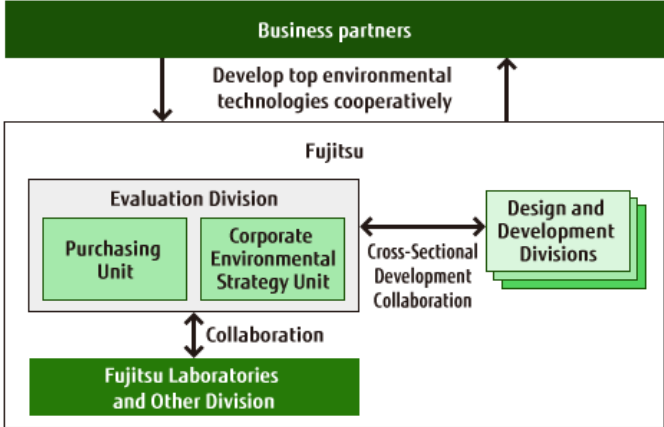 Business partners
Develop top environmental
technologies cooperatively
Fujitsu
Evaluation Division
Purchasing
Unit
Corporate
Environmental
Strategy Unit
Cross-Sectional
Development
Collaboration
Design and
Development
Divisions
Collaboration
Fujitsu Laboratories
and Other Division